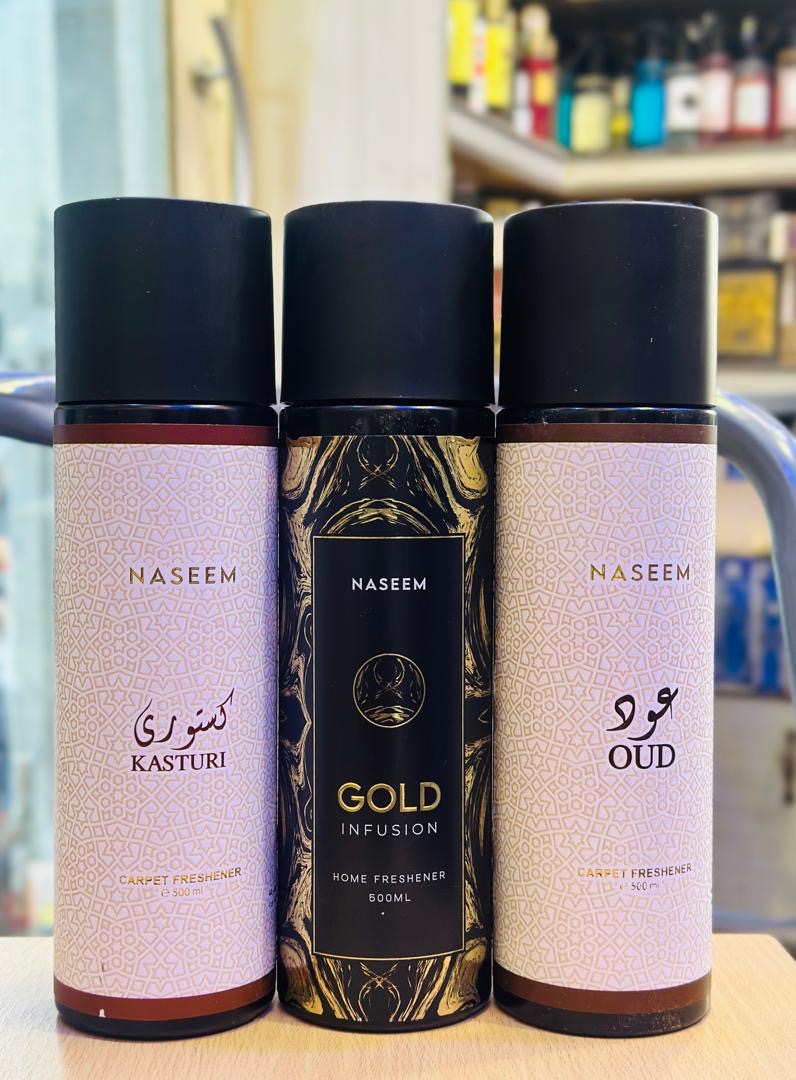 NASEEM
كستوری
KASTURI
CARPET FRESHENER
℮ 500 ml
NASEEM
GOLD
INFUSION
HOME FRESHENER
500ML
NASEEM
عود
OUD
CARPET FRESHENER
℮ 500 ml